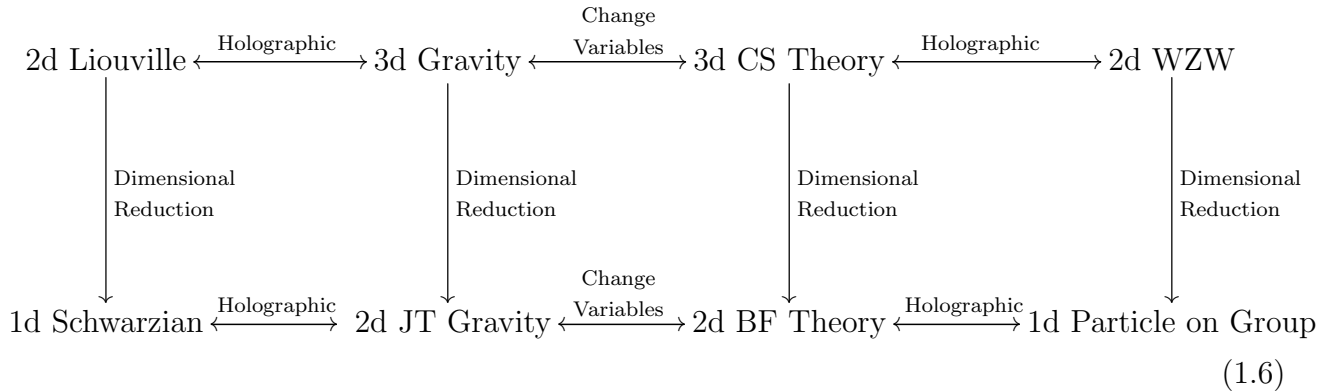 Change
Holographic Variables Holographic
2d Liouville 3d Gravity 3d CS Theory 2d WZW
Dimensional Dimensional Dimensional Dimensional
Reduction Reduction Reduction Reduction
Change
Holographic Variables Holographic
1d Schwarzian 2d JT Gravity 2d BF Theory 1d Particle on Group
(1.6)